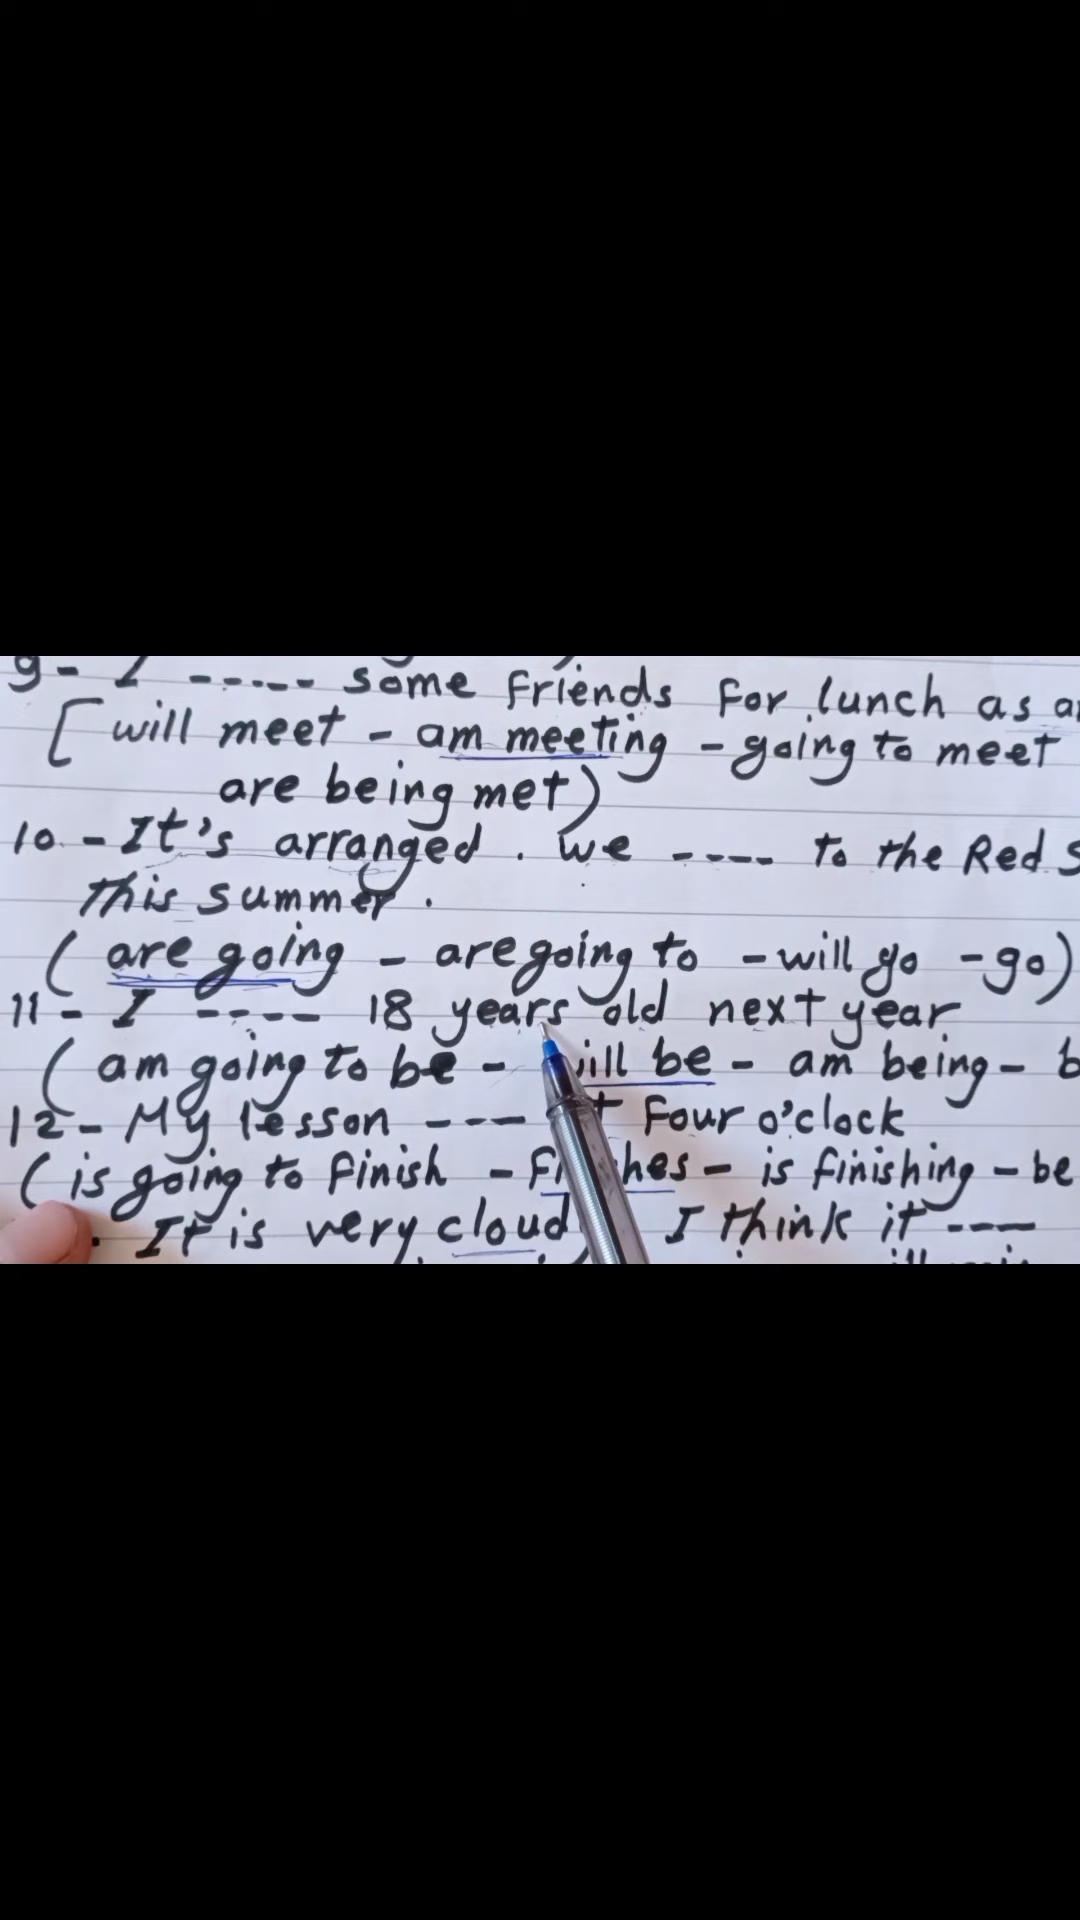 9- I ----- some friends for lunch as
[will meet - am meeting - going to meet
are being met)
10 - It's arranged. We ---- to the Red
this summer.
(are going - are going to - will go - go)
11 - I ---- 18 years old next year
(am going to be - will be - am being -
12 - My lesson --- Four o'clock
(is going to finish - finishes - is finishing - be
It is very cloudy I think it ----